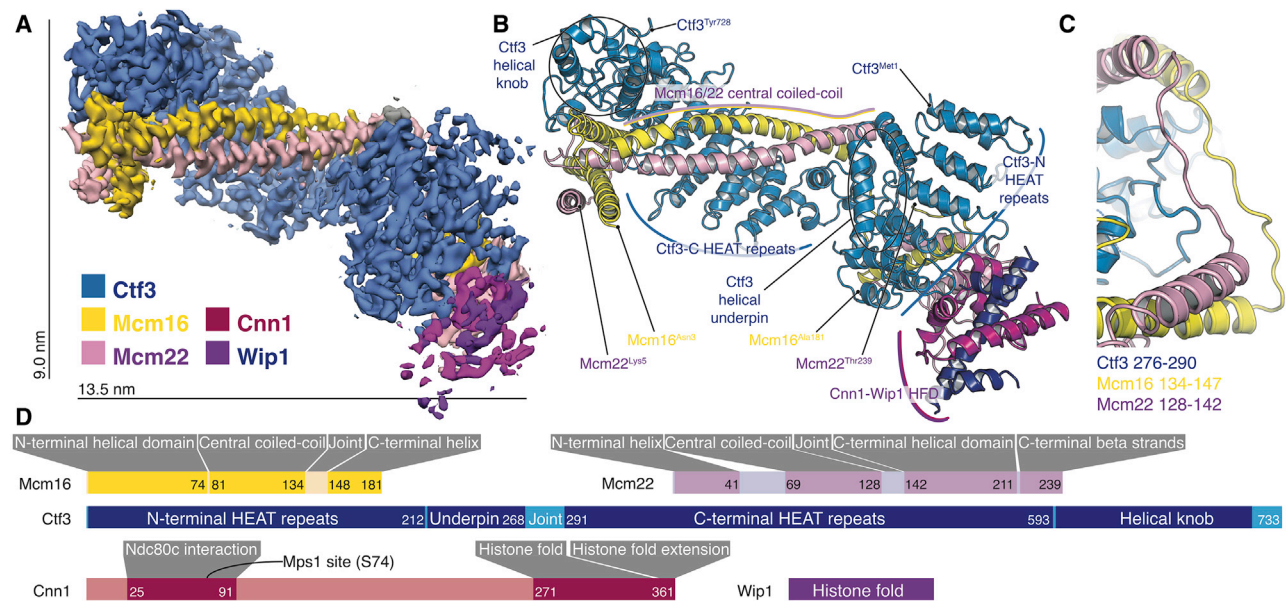 A
9.0 nm
13.5 nm
Ctf3
Mcm16
Mcm22
Cnn1
Wip1
B
Ctf3
helical
knob
Ctf3Tyr728
Mcm16/22 central coiled-coil
Ctf3Met1
Ctf3-N
HEAT
repeats
Ctf3-C HEAT repeats
Ctf3
helical
underpin
Mcm16Asn3
Mcm22Lys5
Mcm16Ala181
Mcm22Thr239
Cnn1-Wip1 HFD
C
Ctf3 276-290
Mcm16 134-147
Mcm22 128-142
D
N-terminal helical domain Central coiled-coil Joint C-terminal helix
Mcm16 74 81 134 148 181
N-terminal helix Central coiled-coil Joint C-terminal helical domain C-terminal beta strands
Mcm22 41 69 128 142 211 239
Ctf3 N-terminal HEAT repeats 212 Underpin 268 Joint 291 C-terminal HEAT repeats 593 Helical knob 733
Ndc80c interaction
Mps1 site (S74)
Histone fold Histone fold extension
Cnn1 25 91 271 361
Wip1 Histone fold